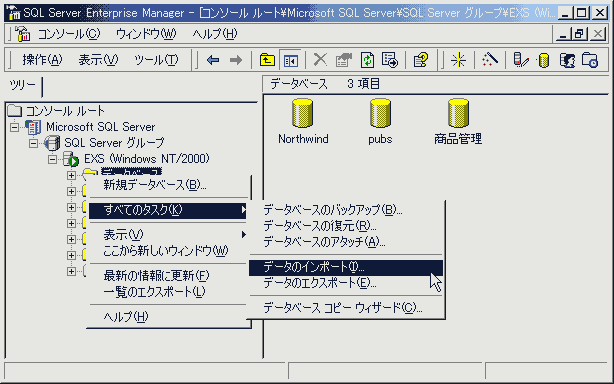 SQL Server Enterprise Manager - [コンソール ルート¥Microsoft SQL Server¥SQL Server グループ¥EXS (Wi...
コンソール(C) ウィンドウ(W) ヘルプ(H)
操作(A) 表示(V) ツール(T)
ツリー
データベース 3 項目
コンソール ルート
Microsoft SQL Server
SQL Server グループ
EXS (Windows NT/2000)
データベース
Northwind
pubs
商品管理
新規データベース(B)...
すべてのタスク(K)
表示(V)
ここから新しいウィンドウ(W)
最新の情報に更新(F)
一覧のエクスポート(L)
ヘルプ(H)
データベースのバックアップ(B)...
データベースの復元(R)...
データベースのアタッチ(A)...
データのインポート(I)...
データのエクスポート(E)...
データベース コピー ウィザード(C)...